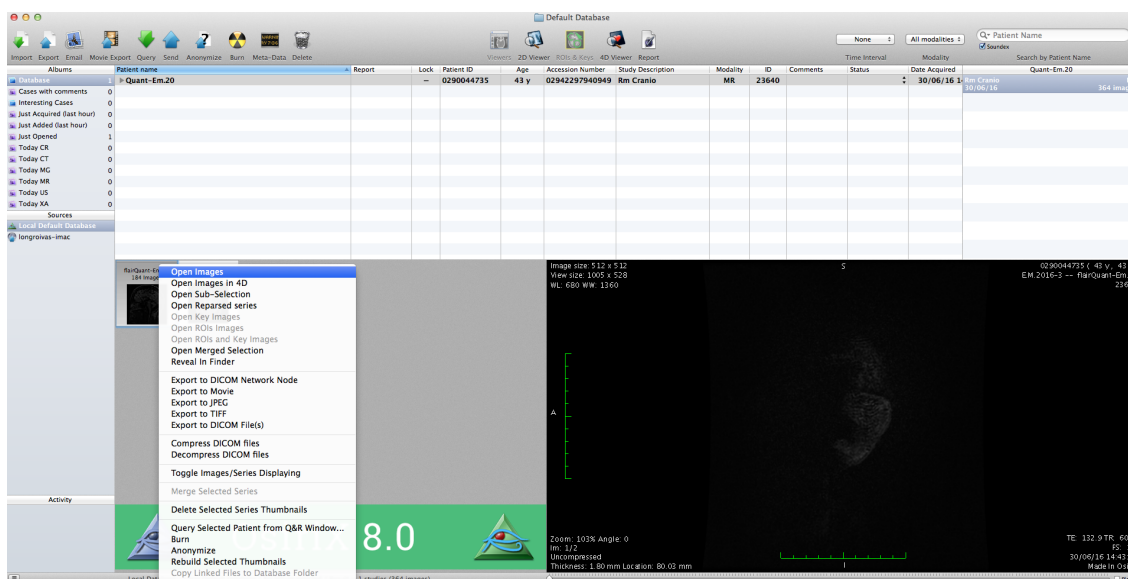 Default Database
Import Export Email Movie Export Query Send Anonymize Burn Meta-Data Delete
Viewers 2D Viewer ROIs & Keys 4D Viewer Report
None
All modalities
Patient Name
Soundex
Time Interval Modality Search by Patient Name
Albums Patient name Report Lock Patient ID Age Accession Number Study Description Modality ID Comments Status Date Acquired Quant-Em.20
Database 1 Quant-Em.20 -- 0290044735 43 y 02942297940949 Rm Cranio MR 23640 30/06/16 1 Rm Cranio
30/06/16 364 imag
Cases with comments 0
Interesting Cases 0
Just Acquired (last hour) 0
Just Added (last hour) 0
Just Opened 1
Today CR 0
Today CT 0
Today MG 0
Today MR 0
Today US 0
Today XA 0
Sources
Local Default Database
longroivas-imac
Activity
flairQuant-Em
184 Image
Open Images
Open Images in 4D
Open Sub-Selection
Open Reparsed series
Open Key Images
Open ROIs Images
Open ROIs and Key Images
Open Merged Selection
Reveal In Finder
Export to DICOM Network Node
Export to Movie
Export to JPEG
Export to TIFF
Export to DICOM File(s)
Compress DICOM files
Decompress DICOM files
Toggle Images/Series Displaying
Merge Selected Series
Delete Selected Series Thumbnails
Query Selected Patient from Q&R Window...
Burn
Anonymize
Rebuild Selected Thumbnails
Copy Linked Files to Database Folder
8.0
Image size: 512 x 512
View size: 1005 x 528
WL: 680 WW: 1360
S
0290044735 ( 43 y, 43
E.M.2016-3 -- flairQuant-Em.
236
A
Zoom: 103% Angle: 0
Im: 1/2
Uncompressed
Thickness: 1.80 mm Location: 80.03 mm
I
TE: 132.9 TR: 60
FS:
30/06/16 14:43:
Made In Osi